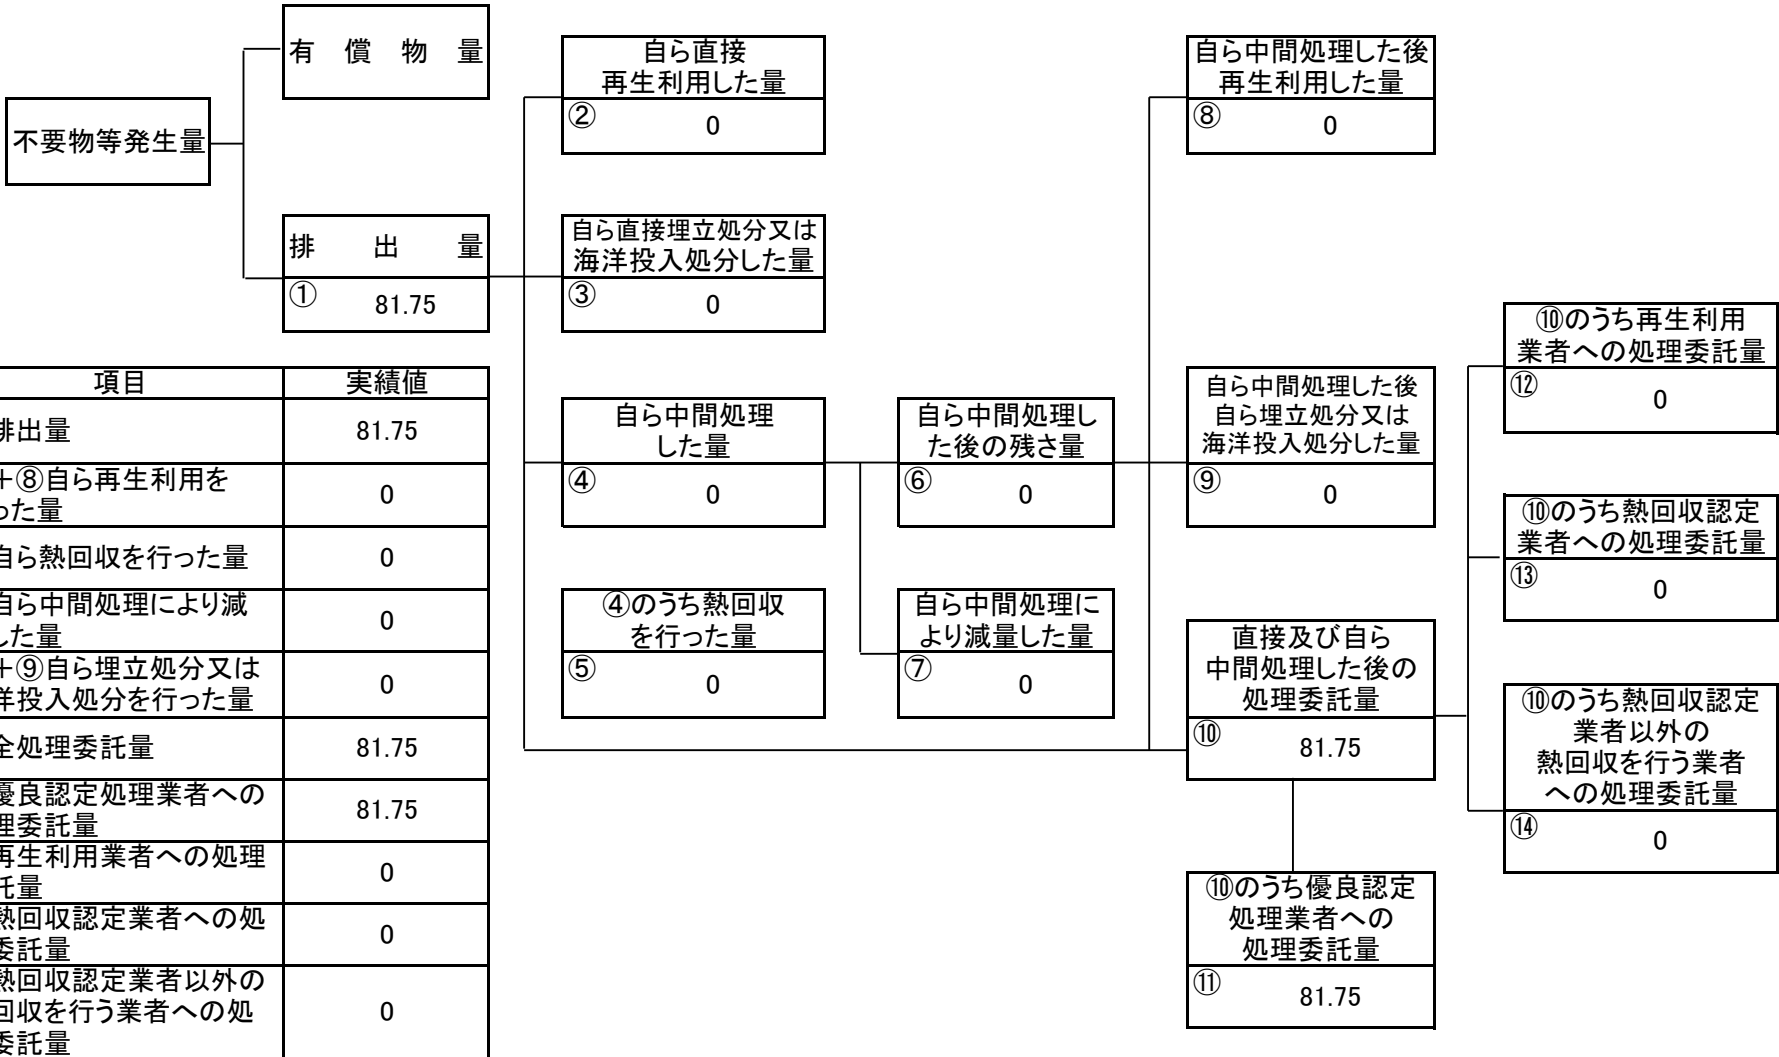 有償物量
不要物等発生量
排出量
①
81.75
自ら直接
再生利用した量
②
0
自ら直接埋立処分又は
海洋投入処分した量
③
0
自ら中間処理
した量
④
0
④のうち熱回収
を行った量
⑤
0
自ら中間処理し
た後の残さ量
⑥
0
自ら中間処理に
より減量した量
⑦
0
自ら中間処理した後
再生利用した量
⑧
0
自ら中間処理した後
自ら埋立処分又は
海洋投入処分した量
⑨
0
直接及び自ら
中間処理した後の
処理委託量
⑩
81.75
⑩のうち優良認定
処理業者への
処理委託量
⑪
81.75
⑩のうち再生利用
業者への処理委託量
⑫
0
⑩のうち熱回収認定
業者への処理委託量
⑬
0
⑩のうち熱回収認定
業者以外の
熱回収を行う業者
への処理委託量
⑭
0
項目 実績値
排出量 81.75
+⑧自ら再生利用を
った量
0
自ら熱回収を行った量 0
自ら中間処理により減
した量
0
+⑨自ら埋立処分又は
洋投入処分を行った量
0
全処理委託量 81.75
優良認定処理業者への
理委託量
81.75
再生利用業者への処理
託量
0
熱回収認定業者への処
委託量
0
熱回収認定業者以外の
回収を行う業者への処
委託量
0